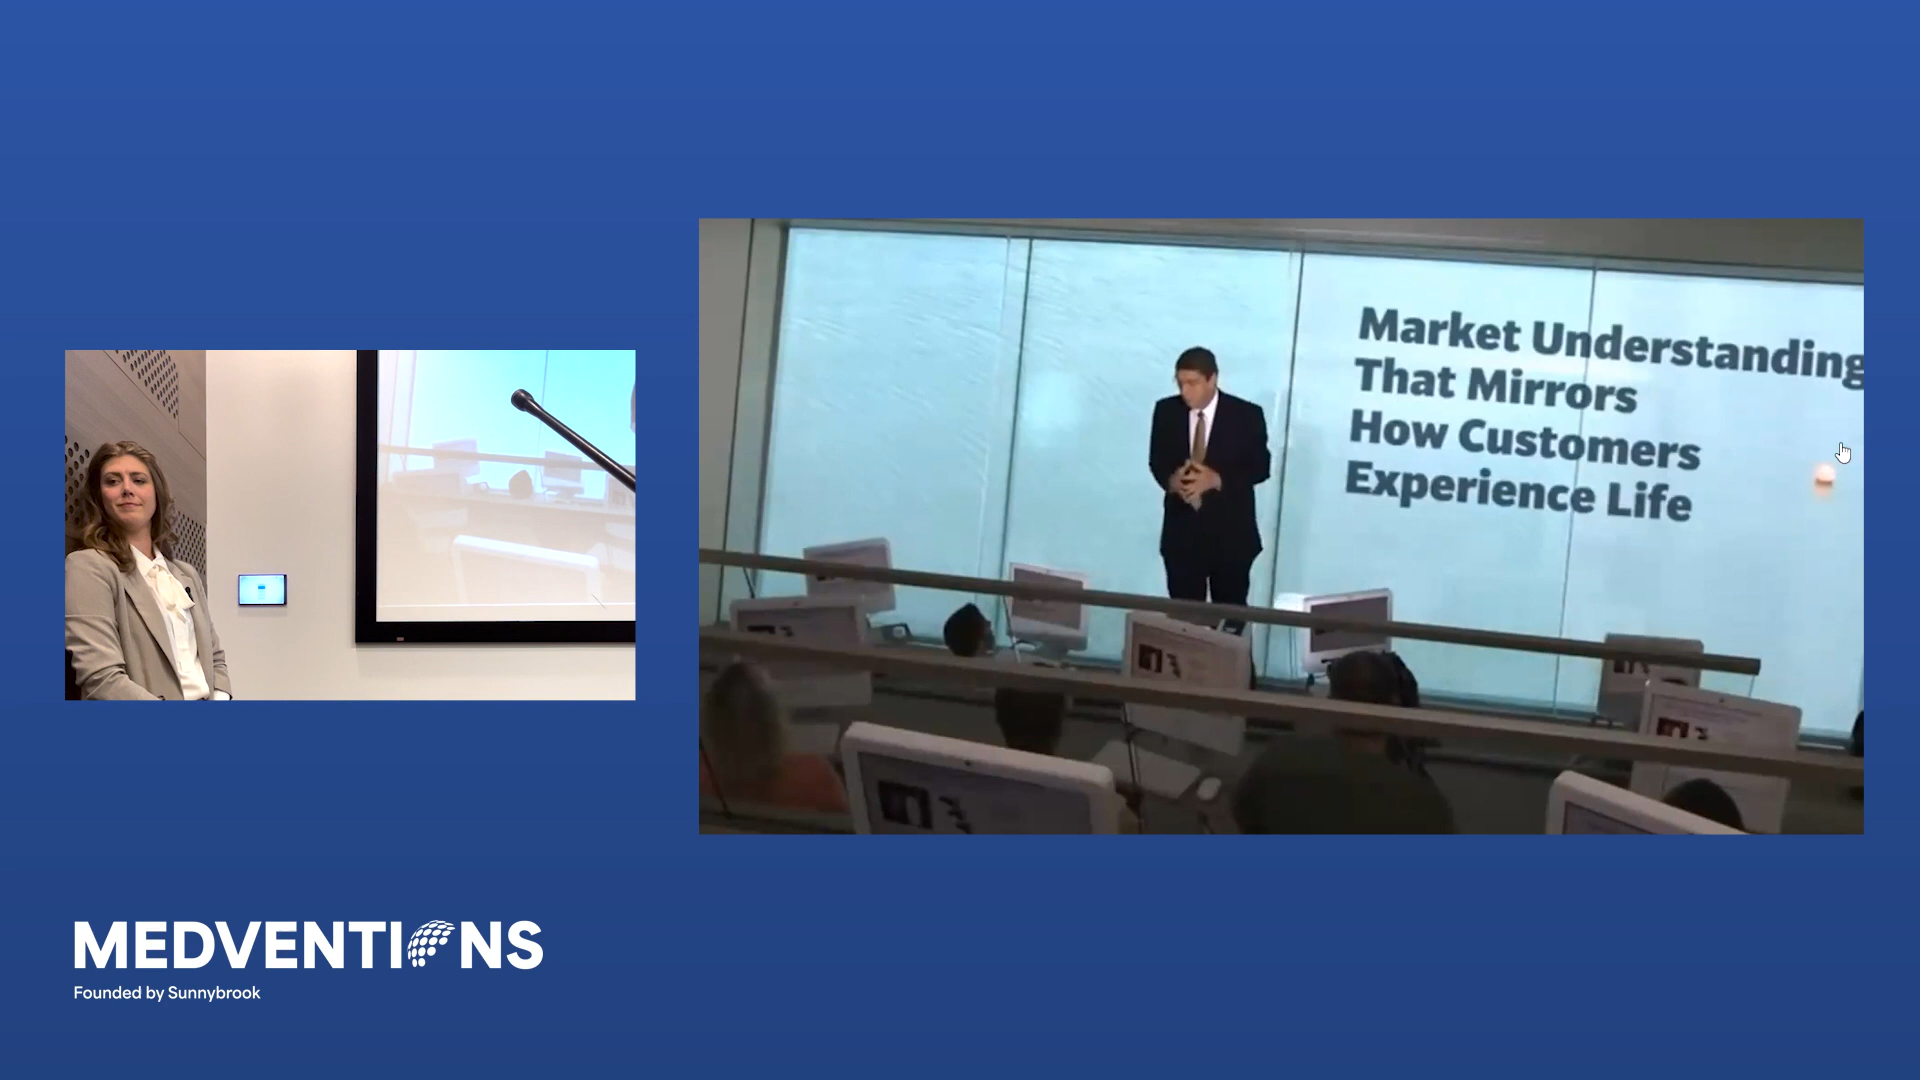 Market Understanding
That Mirrors
How Customers
Experience Life
MEDVENTIONS
Founded by Sunnybrook